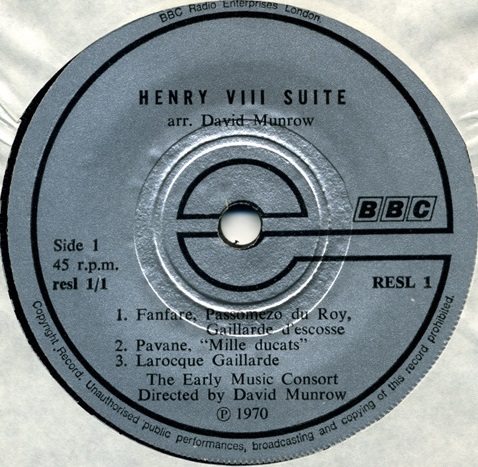 BBC Radio Enterprises London.
HENRY VIII SUITE
arr. David Munrow
BBC
Side 1
45 r.p.m.
resl 1/1
RESL 1
1. Fanfare, Passomezo du Roy,
Gaillarde d'escosse
2. Pavane, "Mille ducats"
3. Larocque Gaillarde
The Early Music Consort
Directed by David Munrow
℗ 1970
Copyright Record. Unauthorised public performances, broadcasting and copying of this record prohibited.